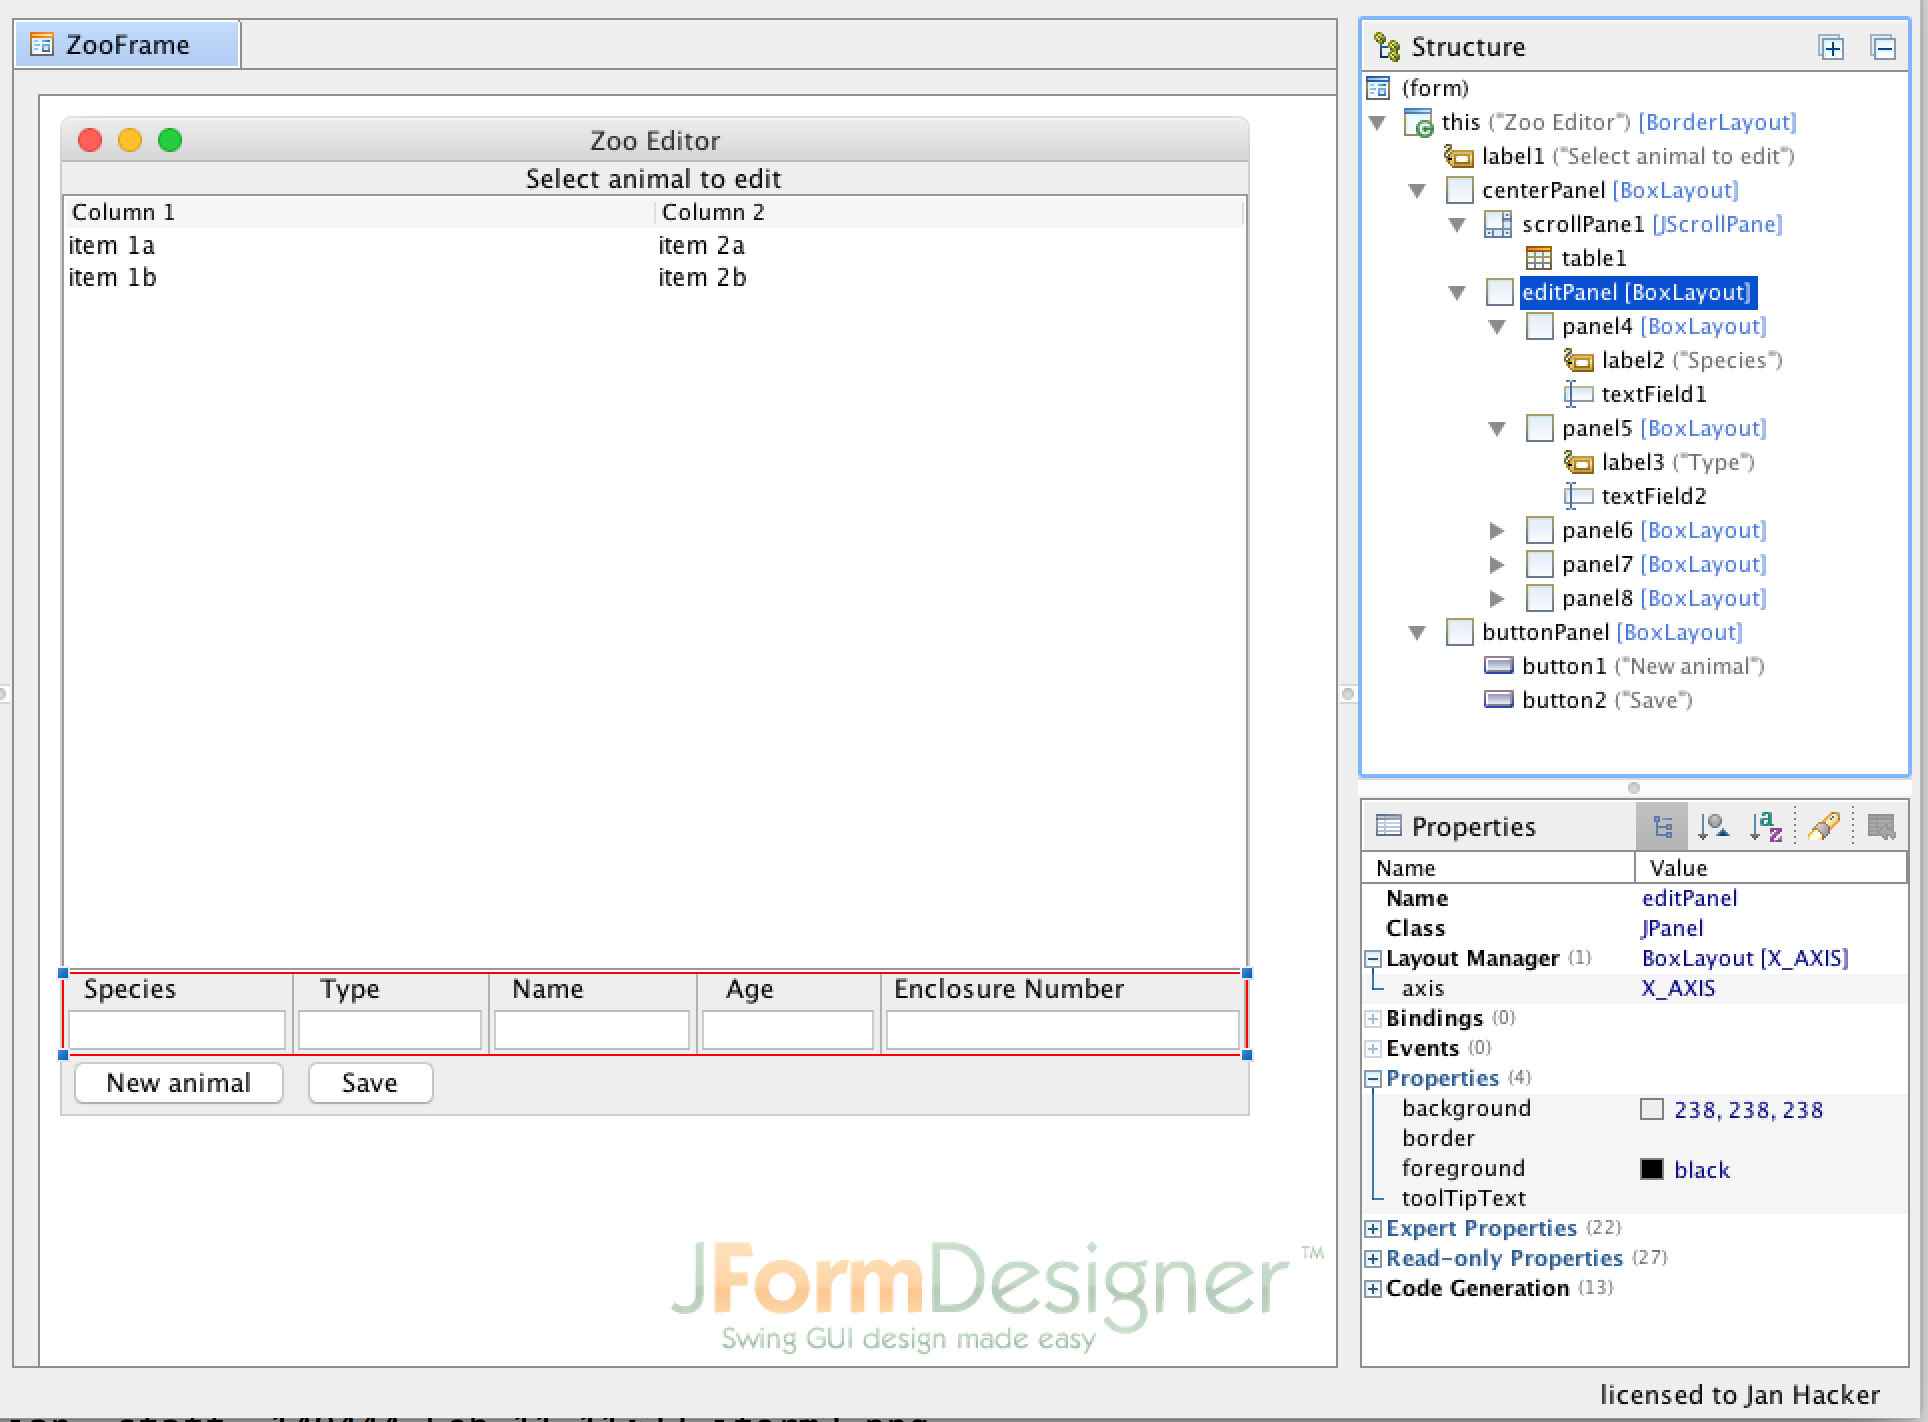 ZooFrame
Zoo Editor
Select animal to edit
Column 1 Column 2
item 1a item 2a
item 1b item 2b
Species Type Name Age Enclosure Number
New animal Save
JFormDesigner™
Swing GUI design made easy
Structure
(form)
this ("Zoo Editor") [BorderLayout]
label1 ("Select animal to edit")
centerPanel [BoxLayout]
scrollPane1 [JScrollPane]
table1
editPanel [BoxLayout]
panel4 [BoxLayout]
label2 ("Species")
textField1
panel5 [BoxLayout]
label3 ("Type")
textField2
panel6 [BoxLayout]
panel7 [BoxLayout]
panel8 [BoxLayout]
buttonPanel [BoxLayout]
button1 ("New animal")
button2 ("Save")
Properties
Name Value
Name editPanel
Class JPanel
Layout Manager (1) BoxLayout [X_AXIS]
axis X_AXIS
Bindings (0)
Events (0)
Properties (4)
background 238, 238, 238
border
foreground black
toolTipText
Expert Properties (22)
Read-only Properties (27)
Code Generation (13)
licensed to Jan Hacker